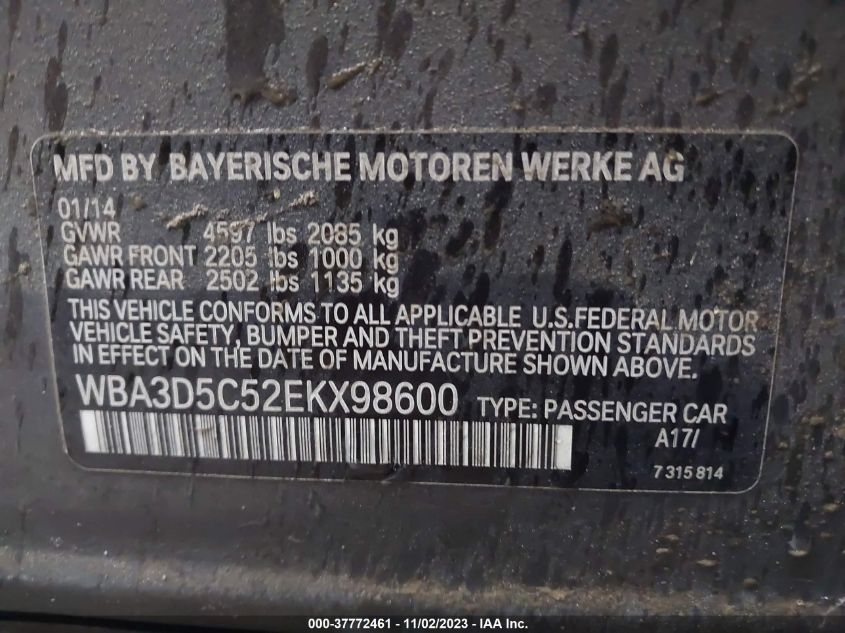 MFD BY BAYERISCHE MOTOREN WERKE AG
01/14
GVWR 4597 lbs 2085 kg
GAWR FRONT 2205 lbs 1000 kg
GAWR REAR 2502 lbs 1135 kg
THIS VEHICLE CONFORMS TO ALL APPLICABLE U.S.FEDERAL MOTOR
VEHICLE SAFETY, BUMPER AND THEFT PREVENTION STANDARDS
IN EFFECT ON THE DATE OF MANUFACTURE SHOWN ABOVE.
WBA3D5C52EKX98600 TYPE: PASSENGER CAR
A17/
7 315 814
000-37772461 - 11/02/2023 - IAA Inc.